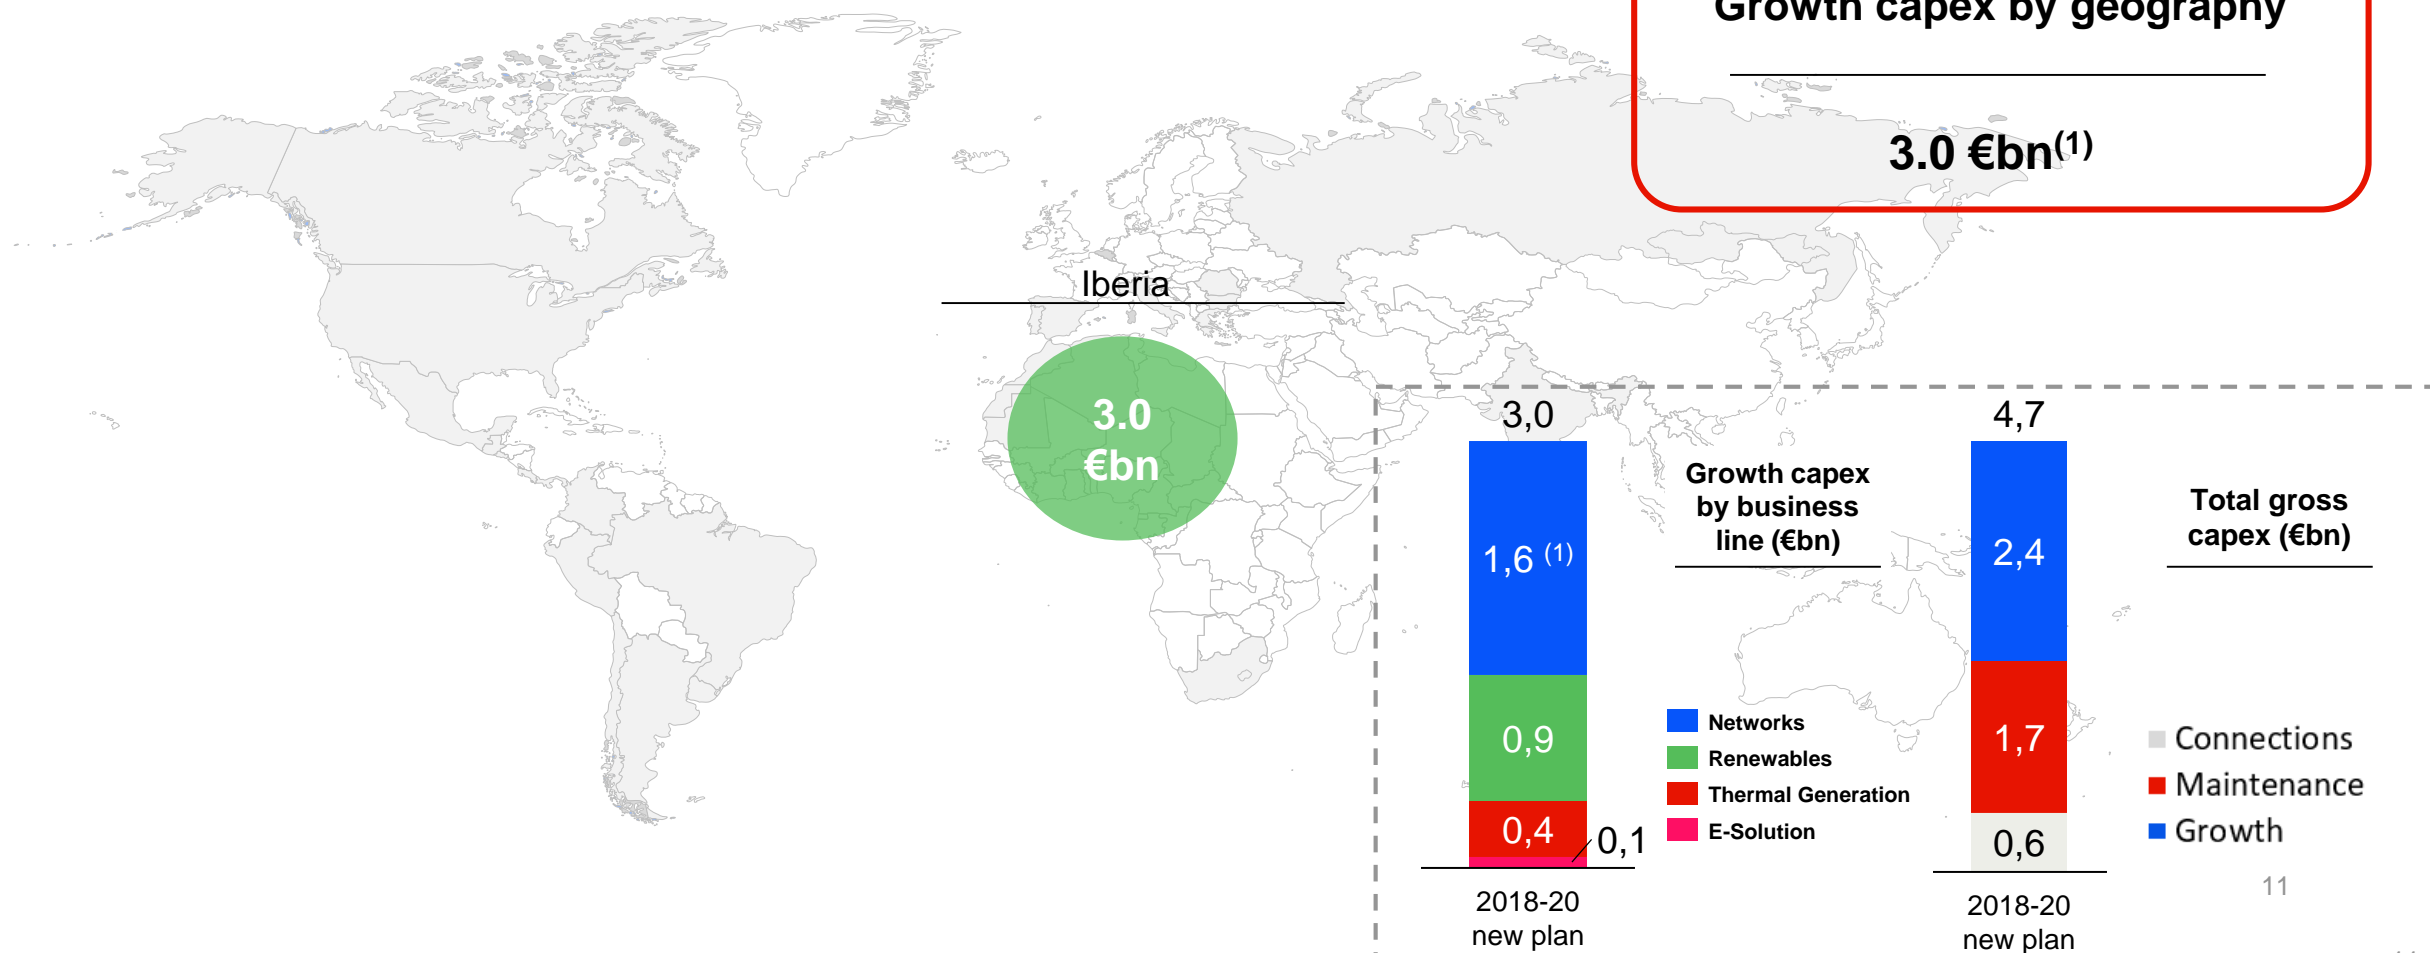 Growth capex by geography
3.0 €bn(1)
Iberia
3.0
€bn
3,0
1,6 (1)
0,9
0,4
0,1
2018-20
new plan
Growth capex
by business
line (€bn)
Networks
Renewables
Thermal Generation
E-Solution
4,7
2,4
1,7
0,6
2018-20
new plan
Total gross
capex (€bn)
Connections
Maintenance
Growth
11